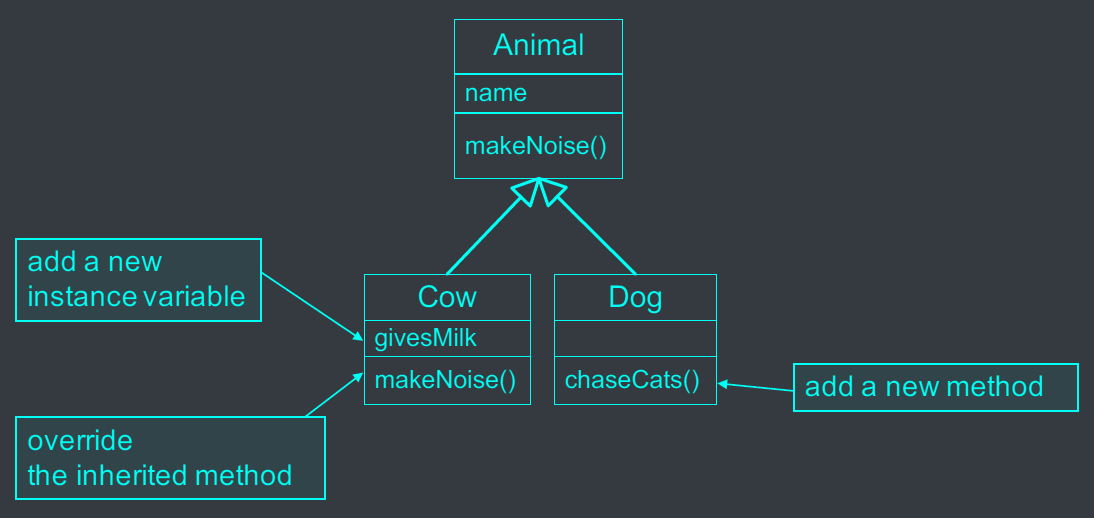 Animal
name
makeNoise()
add a new
instance variable
Cow
givesMilk
makeNoise()
Dog
chaseCats()
add a new method
override
the inherited method